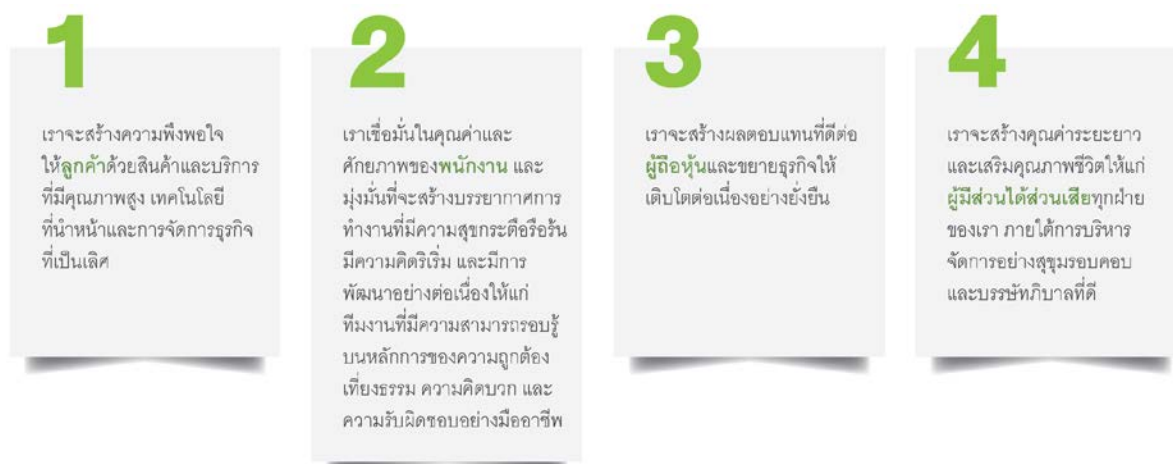 1
เราจะสร้างความพึงพอใจ
ให้ลูกค้าด้วยสินค้าและบริการ
ที่มีคุณภาพสูง เทคโนโลยี
ที่นำหน้าและการจัดการธุรกิจ
ที่เป็นเลิศ
2
เราเชื่อมั่นในคุณค่าและ
ศักยภาพของพนักงาน และ
มุ่งมั่นที่จะสร้างบรรยากาศการ
ทำงานที่มีความสุขกระตือรือร้น
มีความคิดริเริ่ม และมีการ
พัฒนาอย่างต่อเนื่องให้แก่
ทีมงานที่มีความสามารถรอบรู้
บนหลักการของความถูกต้อง
เที่ยงธรรม ความคิดบวก และ
ความรับผิดชอบอย่างมืออาชีพ
3
เราจะสร้างผลตอบแทนที่ดีต่อ
ผู้ถือหุ้นและขยายธุรกิจให้
เติบโตต่อเนื่องอย่างยั่งยืน
4
เราจะสร้างคุณค่าระยะยาว
และเสริมคุณภาพชีวิตให้แก่
ผู้มีส่วนได้ส่วนเสียทุกฝ่าย
ของเรา ภายใต้การบริหาร
จัดการอย่างสุขุมรอบคอบ
และบรรษัทภิบาลที่ดี